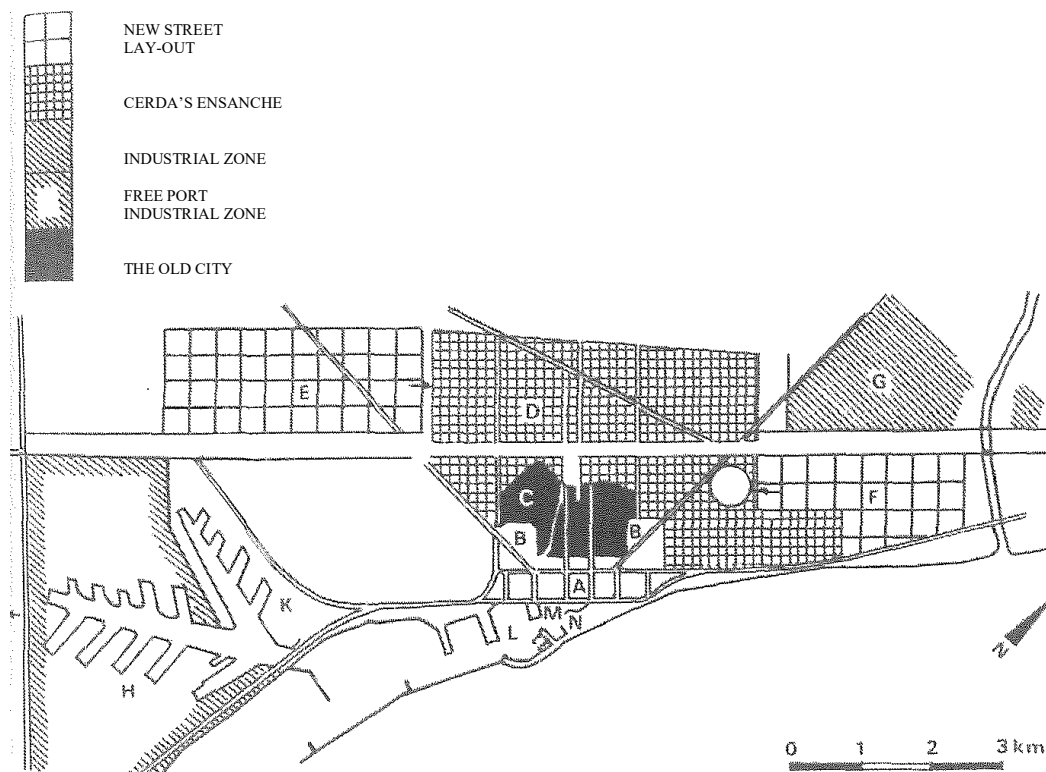 NEW STREET
LAY-OUT
CERDA'S ENSANCHE
INDUSTRIAL ZONE
FREE PORT
INDUSTRIAL ZONE
THE OLD CITY
E
D
G
C
F
B
B
A
K
M
N
L
H
N
0 1 2 3 km